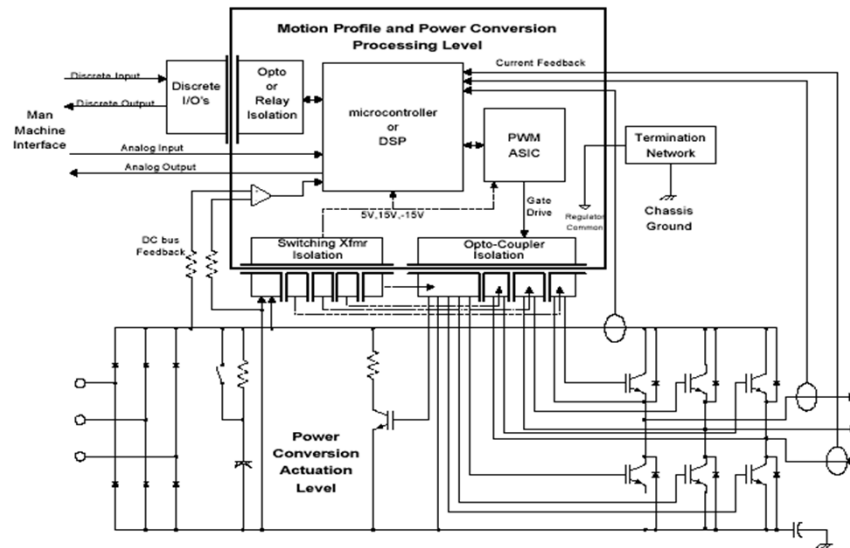 Motion Profile and Power Conversion
Processing Level
Current Feedback
Discrete Input
Discrete Output
Discrete
I/O's
Opto
or
Relay
Isolation
microcontroller
or
DSP
PWM
ASIC
Termination
Network
Man
Machine
Interface
Analog Input
Analog Output
5V,15V,-15V
Gate
Drive
Regulator
Common
Chassis
Ground
DC bus
Feedback
Switching Xfmr
Isolation
Opto-Coupler
Isolation
Power
Conversion
Actuation
Level